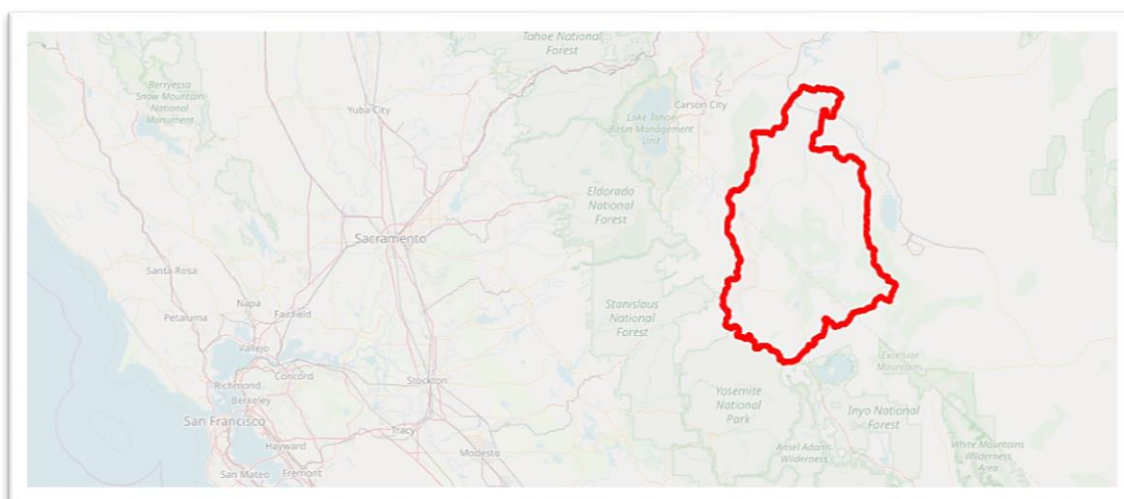 Tahoe National
Forest
Berryessa
Snow Mountain
National
Monument
Yuba City
Carson City
Lake Tahoe
Basin Management
Unit
Eldorado
National
Forest
Sacramento
Santa Rosa
Napa
Fairfield
Petaluma
Stanislaus
National
Forest
Vallejo
Concord
Richmond
Berkeley
Stockton
Excelsior
Mountain
San Francisco
Tracy
Yosemite
National
Park
Inyo National
Forest
Hayward
Modesto
Ansel Adams
Wilderness
White Mountains
Wilderness
Area
San Mateo
Fremont